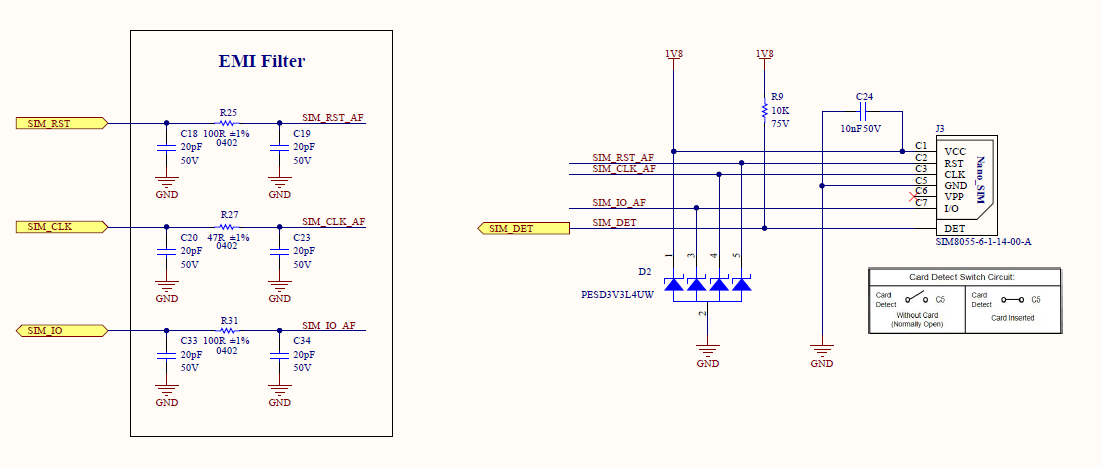 EMI Filter
SIM_RST
R25
SIM_RST_AF
C18 100R ±1% C19
20pF 0402 20pF
50V 50V
GND GND
SIM_CLK
R27
SIM_CLK_AF
C20 47R ±1% C23
20pF 0402 20pF
50V 50V
GND GND
SIM_IO
R31
SIM_IO_AF
C33 100R ±1% C34
20pF 0402 20pF
50V 50V
GND GND
1V8 1V8
R9
10K
75V
C24
10nF50V
J3
C1 VCC
SIM_RST_AF C2 RST
SIM_CLK_AF C3 CLK
C5 GND
C6 VPP
SIM_IO_AF C7 I/O
SIM_DET SIM_DET DET
Nano_SIM
SIM8055-6-1-14-00-A
1 3 4 5
D2
PESD3V3L4UW
2
GND GND
Card Detect Switch Circuit:
Card
Detect
C5
Without Card
(Normally Open)
Card
Detect
C5
Card Inserted